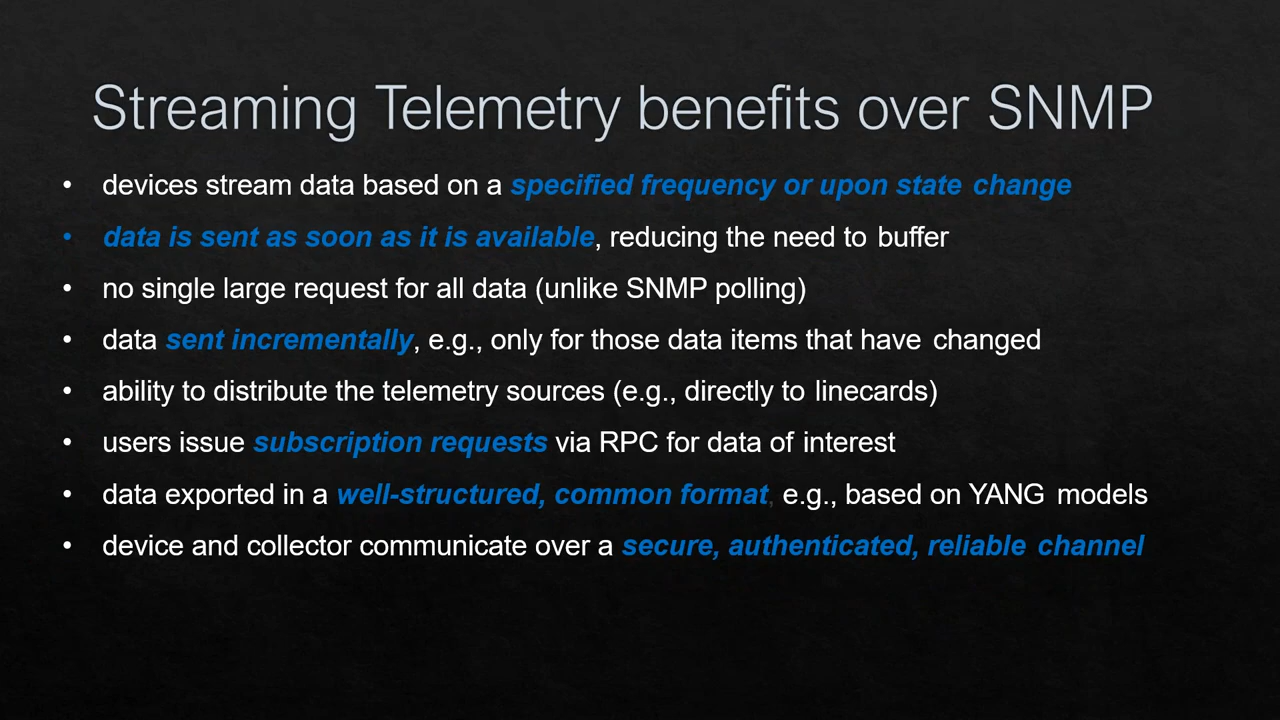 Streaming Telemetry benefits over SNMP
• devices stream data based on a specified frequency or upon state change
• data is sent as soon as it is available, reducing the need to buffer
• no single large request for all data (unlike SNMP polling)
• data sent incrementally, e.g., only for those data items that have changed
• ability to distribute the telemetry sources (e.g., directly to linecards)
• users issue subscription requests via RPC for data of interest
• data exported in a well-structured, common format, e.g., based on YANG models
• device and collector communicate over a secure, authenticated, reliable channel